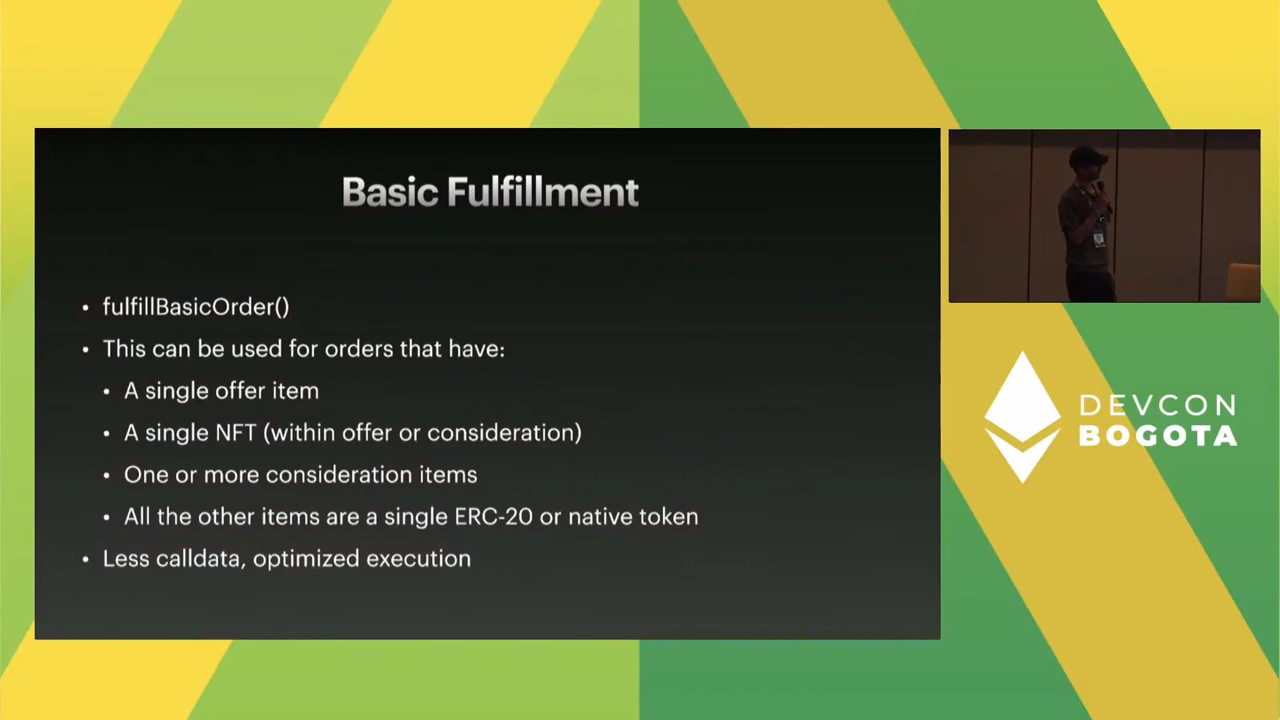 Basic Fulfillment
• fulfillBasicOrder()
• This can be used for orders that have:
• A single offer item
• A single NFT (within offer or consideration)
• One or more consideration items
• All the other items are a single ERC-20 or native token
• Less calldata, optimized execution
DEVCON
BOGOTA